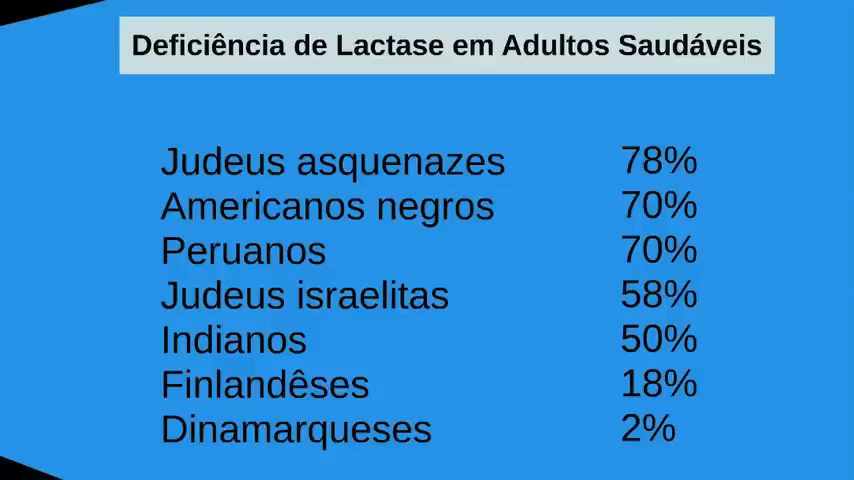 Deficiência de Lactase em Adultos Saudáveis
Judeus asquenazes 78%
Americanos negros 70%
Peruanos 70%
Judeus israelitas 58%
Indianos 50%
Finlandêses 18%
Dinamarqueses 2%